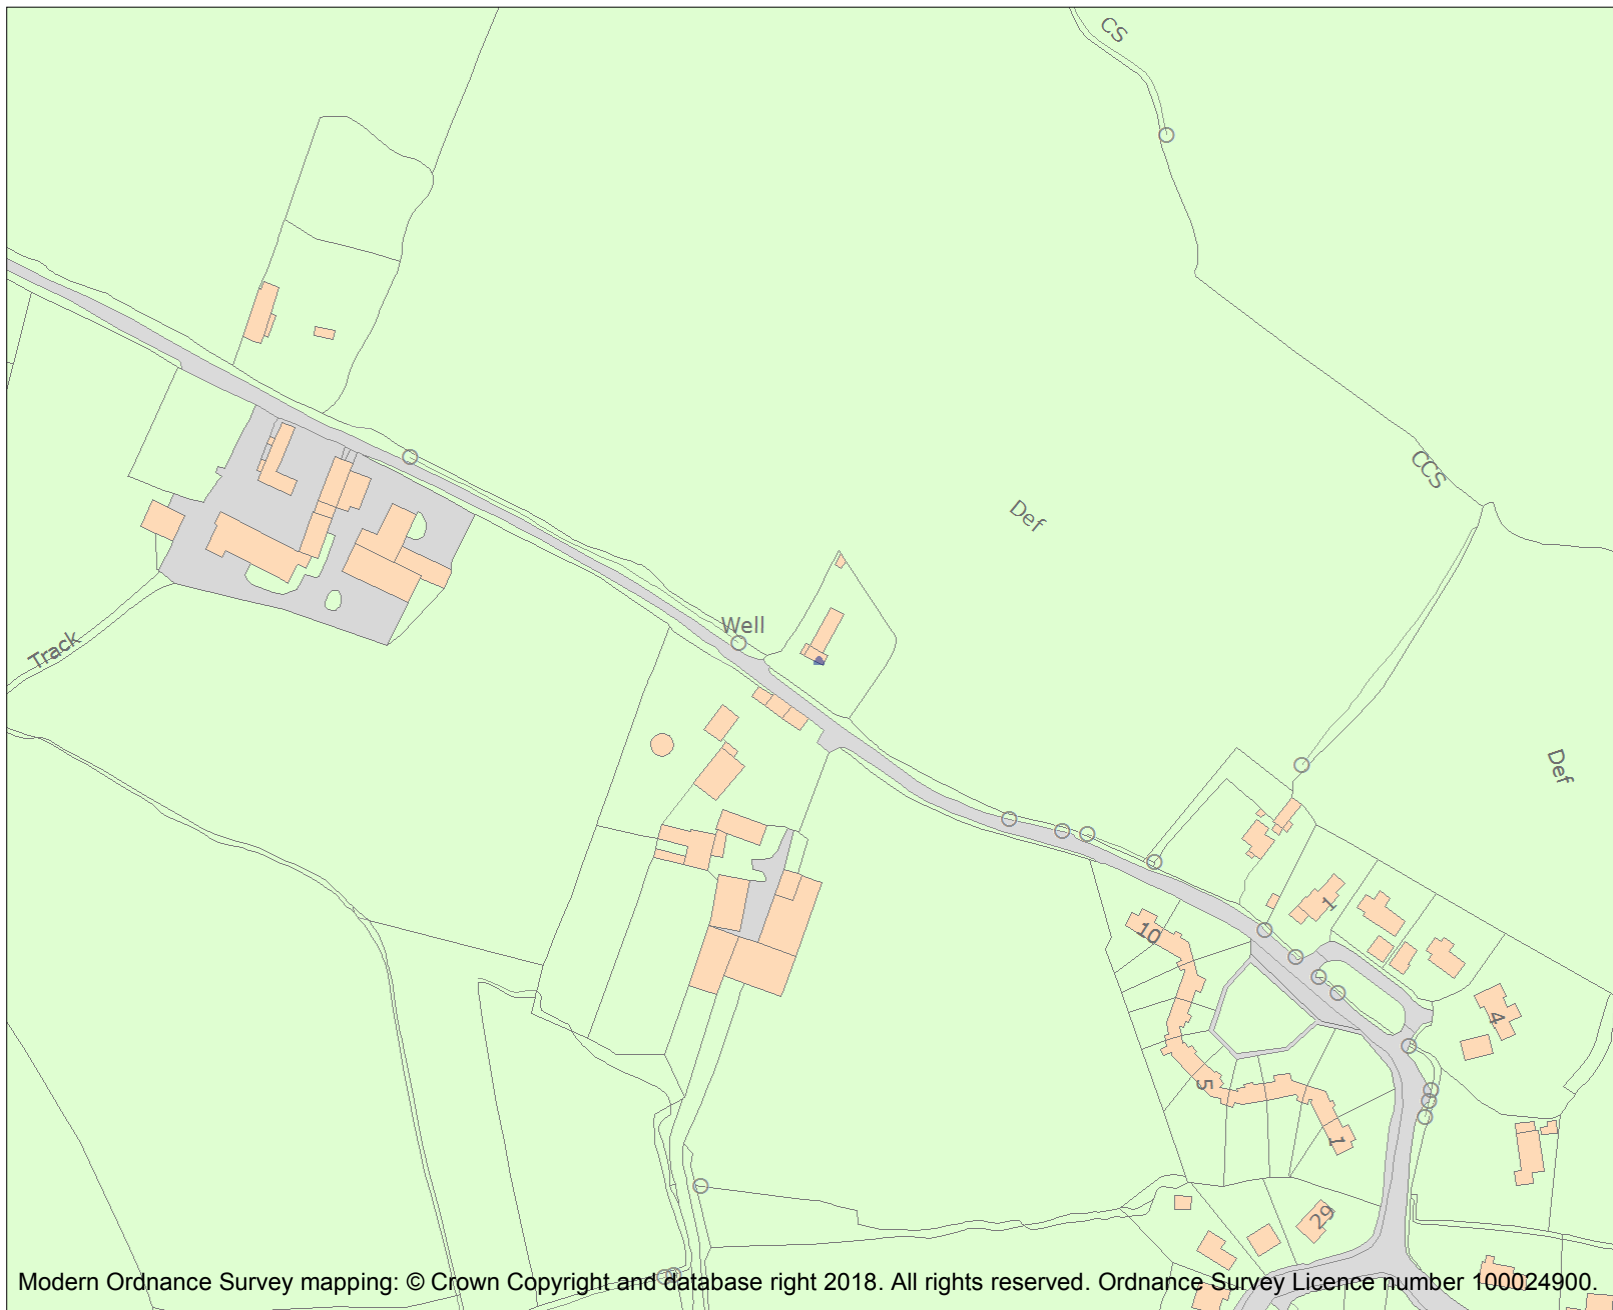 CS
CCS
Def
Well
Track
Def
1
10
4
5
1
29
Modern Ordnance Survey mapping: © Crown Copyright and database right 2018. All rights reserved. Ordnance Survey Licence number 100024900.